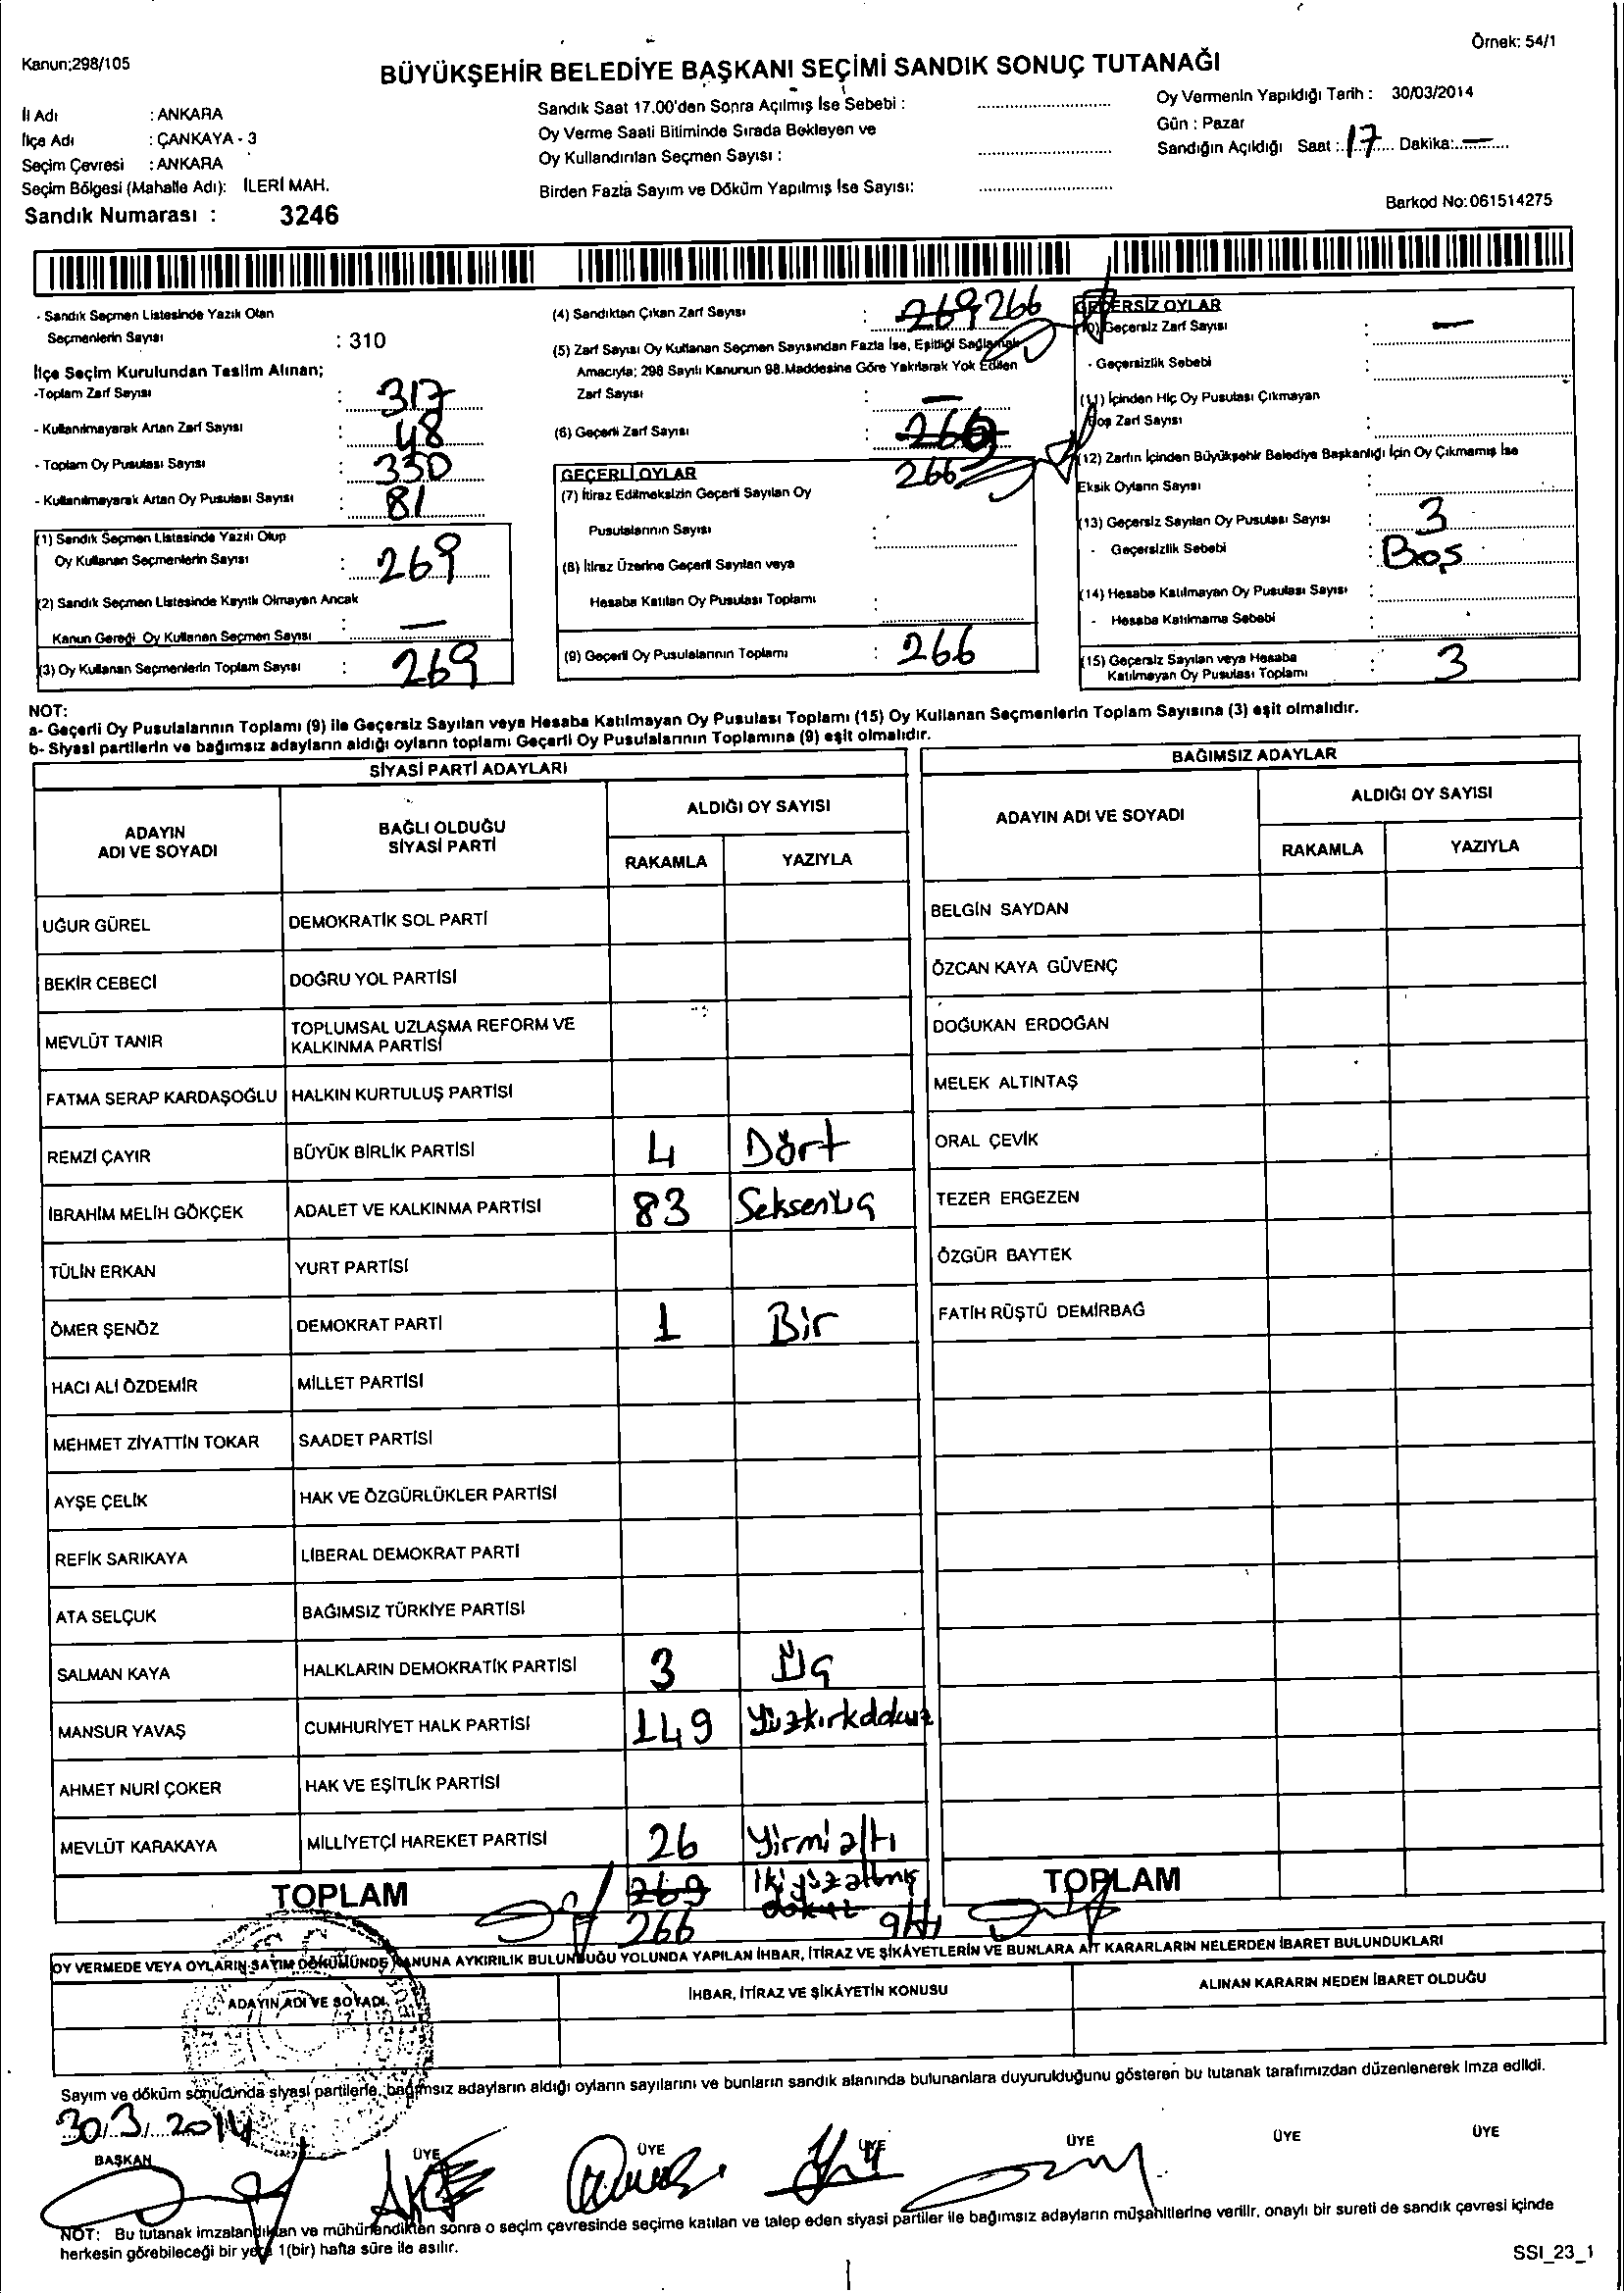 Örnek: 54/1
Kanun;298/105
BÜYÜKŞEHİR BELEDİYE BAŞKANI SEÇİMİ SANDIK SONUÇ TUTANAĞI
İl Adı : ANKARA
İlçe Adı : ÇANKAYA - 3
Seçim Çevresi : ANKARA
Seçim Bölgesi (Mahalle Adı): İLERİ MAH.
Sandık Numarası : 3246
Sandık Saat 17.00'den Sonra Açılmış İse Sebebi :
Oy Verme Saati Bitiminde Sırada Bekleyen ve
Oy Kullandırılan Seçmen Sayısı :
Birden Fazla Sayım ve Döküm Yapılmış İse Sayısı:
Oy Vermenin Yapıldığı Tarih : 30/03/2014
Gün : Pazar
Sandığın Açıldığı Saat : 17 Dakika: —
Barkod No: 061514275
- Sandık Seçmen Listesinde Yazılı Olan
Seçmenlerin Sayısı : 310
İlçe Seçim Kurulundan Teslim Alınan;
-Toplam Zarf Sayısı : 317
- Kullanılmayarak Artan Zarf Sayısı : 48
- Toplam Oy Pusulası Sayısı : 350
- Kullanılmayarak Artan Oy Pusulası Sayısı : 81
(1) Sandık Seçmen Listesinde Yazılı Olup
Oy Kullanan Seçmenlerin Sayısı : 269
(2) Sandık Seçmen Listesinde Kayıtlı Olmayan Ancak
Kanun Gereği Oy Kullanan Seçmen Sayısı : —
(3) Oy Kullanan Seçmenlerin Toplam Sayısı : 269
(4) Sandıktan Çıkan Zarf Sayısı : 269 266
(5) Zarf Sayısı Oy Kullanan Seçmen Sayısından Fazla İse, Eşitliği Sağlamak
Amacıyla; 298 Sayılı Kanunun 98.Maddesine Göre Yakılarak Yok Edilen
Zarf Sayısı : —
(6) Geçerli Zarf Sayısı : 269
266
GEÇERLİ OYLAR
(7) İtiraz Edilmeksizin Geçerli Sayılan Oy
Pusulalarının Sayısı :
(8) İtiraz Üzerine Geçerli Sayılan veya
Hesaba Katılan Oy Pusulası Toplamı :
(9) Geçerli Oy Pusulalarının Toplamı : 266
GEÇERSİZ OYLAR
(10) Geçersiz Zarf Sayısı : —
- Geçersizlik Sebebi :
(11) İçinden Hiç Oy Pusulası Çıkmayan
Boş Zarf Sayısı :
(12) Zarfın İçinden Büyükşehir Belediye Başkanlığı İçin Oy Çıkmamış İse
Eksik Oyların Sayısı :
(13) Geçersiz Sayılan Oy Pusulası Sayısı : 3
- Geçersizlik Sebebi : Boş
(14) Hesaba Katılmayan Oy Pusulası Sayısı :
- Hesaba Katılmama Sebebi :
(15) Geçersiz Sayılan veya Hesaba
Katılmayan Oy Pusulası Toplamı : 3
NOT:
a- Geçerli Oy Pusulalarının Toplamı (9) ile Geçersiz Sayılan veya Hesaba Katılmayan Oy Pusulası Toplamı (15) Oy Kullanan Seçmenlerin Toplam Sayısına (3) eşit olmalıdır.
b- Siyasi partilerin ve bağımsız adayların aldığı oyların toplamı Geçerli Oy Pusulalarının Toplamına (9) eşit olmalıdır.
SİYASİ PARTİ ADAYLARI
ADAYIN ADI VE SOYADI
BAĞLI OLDUĞU SİYASİ PARTİ
ALDIĞI OY SAYISI
RAKAMLA YAZIYLA
UĞUR GÜREL DEMOKRATİK SOL PARTİ
BEKİR CEBECİ DOĞRU YOL PARTİSİ
MEVLÜT TANIR TOPLUMSAL UZLAŞMA REFORM VE KALKINMA PARTİSİ
FATMA SERAP KARDAŞOĞLU HALKIN KURTULUŞ PARTİSİ
REMZİ ÇAYIR BÜYÜK BİRLİK PARTİSİ 4 Dört
İBRAHİM MELİH GÖKÇEK ADALET VE KALKINMA PARTİSİ 83 Seksenüç
TÜLİN ERKAN YURT PARTİSİ
ÖMER ŞENÖZ DEMOKRAT PARTİ 1 Bir
HACI ALİ ÖZDEMİR MİLLET PARTİSİ
MEHMET ZİYATTİN TOKAR SAADET PARTİSİ
AYŞE ÇELİK HAK VE ÖZGÜRLÜKLER PARTİSİ
REFİK SARIKAYA LİBERAL DEMOKRAT PARTİ
ATA SELÇUK BAĞIMSIZ TÜRKİYE PARTİSİ
SALMAN KAYA HALKLARIN DEMOKRATİK PARTİSİ 3 Üç
MANSUR YAVAŞ CUMHURİYET HALK PARTİSİ 149 Yüzkırkdokuz
AHMET NURİ ÇOKER HAK VE EŞİTLİK PARTİSİ
MEVLÜT KARAKAYA MİLLİYETÇİ HAREKET PARTİSİ 26 Yirmialtı
TOPLAM 269 İkiyüzaltmış dokuz
266 altı
BAĞIMSIZ ADAYLAR
ADAYIN ADI VE SOYADI
ALDIĞI OY SAYISI
RAKAMLA YAZIYLA
BELGİN SAYDAN
ÖZCAN KAYA GÜVENÇ
DOĞUKAN ERDOĞAN
MELEK ALTINTAŞ
ORAL ÇEVİK
TEZER ERGEZEN
ÖZGÜR BAYTEK
FATİH RÜŞTÜ DEMİRBAĞ
TOPLAM
OY VERMEDE VEYA OYLARIN SAYIM DÖKÜMÜNDE KANUNA AYKIRILIK BULUNDUĞU YOLUNDA YAPILAN İHBAR, İTİRAZ VE ŞİKÂYETLERİN VE BUNLARA AİT KARARLARIN NELERDEN İBARET BULUNDUKLARI
ADAYIN ADI VE SOYADI
İHBAR, İTİRAZ VE ŞİKÂYETİN KONUSU
ALINAN KARARIN NEDEN İBARET OLDUĞU
Sayım ve döküm sonucunda siyasi partilerle, bağımsız adayların aldığı oyların sayılarını ve bunların sandık alanında bulunanlara duyurulduğunu gösteren bu tutanak tarafımızdan düzenlenerek imza edildi.
30/3/2014
BAŞKAN ÜYE ÜYE ÜYE ÜYE ÜYE ÜYE
NOT: Bu tutanak imzalandıktan ve mühürlendikten sonra o seçim çevresinde seçime katılan ve talep eden siyasi partiler ile bağımsız adayların müşahitlerine verilir, onaylı bir sureti de sandık çevresi içinde
herkesin görebileceği bir yere 1(bir) hafta süre ile asılır.
SSI_23_1